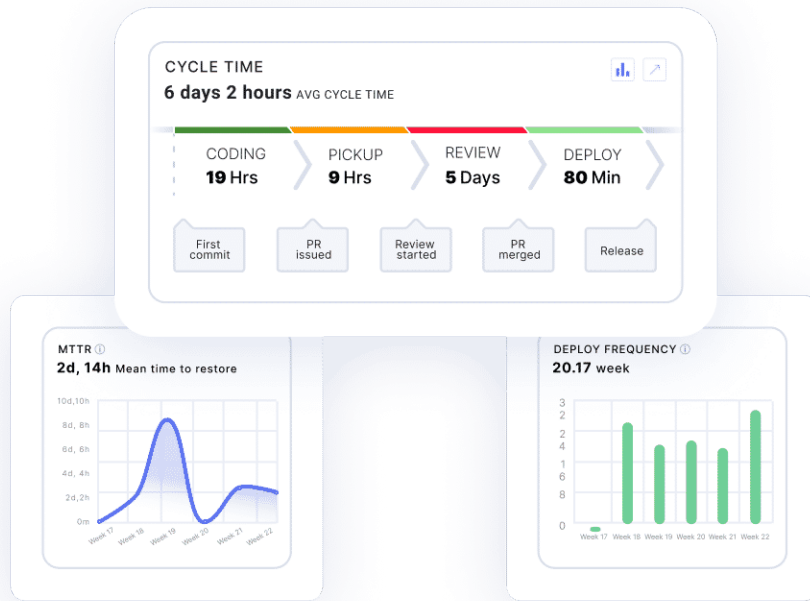 CYCLE TIME
6 days 2 hours AVG CYCLE TIME
CODING
19 Hrs
PICKUP
9 Hrs
REVIEW
5 Days
DEPLOY
80 Min
First
commit
PR
issued
Review
started
PR
merged
Release
MTTR
2d, 14h Mean time to restore
10d,10h
8d, 8h
6d, 6h
4d, 4h
2d,2h
0m
Week 17
Week 18
Week 19
Week 20
Week 21
Week 22
DEPLOY FREQUENCY
20.17 week
3
2
2
4
1
6
8
0
Week 17 Week 18 Week 19 Week 20 Week 21 Week 22